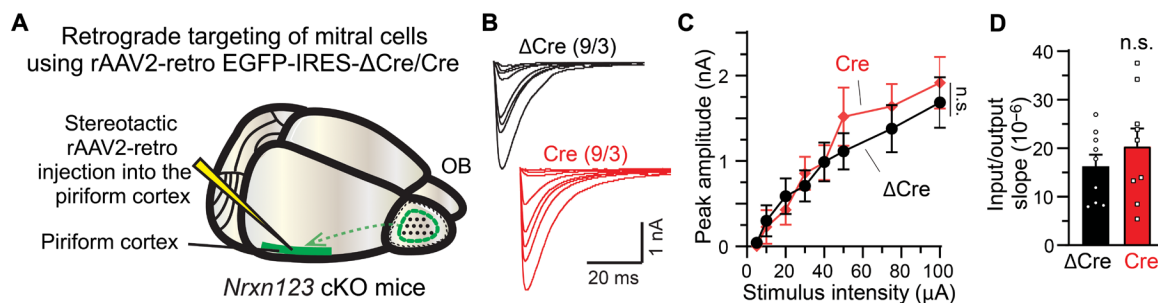 A
Retrograde targeting of mitral cells
using rAAV2-retro EGFP-IRES-ΔCre/Cre
Stereotactic
rAAV2-retro
injection into the
piriform cortex
OB
Piriform cortex
Nrxn123 cKO mice
B
ΔCre (9/3)
Cre (9/3)
1 nA
20 ms
C
Peak amplitude (nA)
2
1
0
Cre
ΔCre
n.s.
0 20 40 60 80 100
Stimulus intensity (µA)
D
n.s.
Input/output
slope (10⁻⁶)
40
30
20
10
0
ΔCre Cre